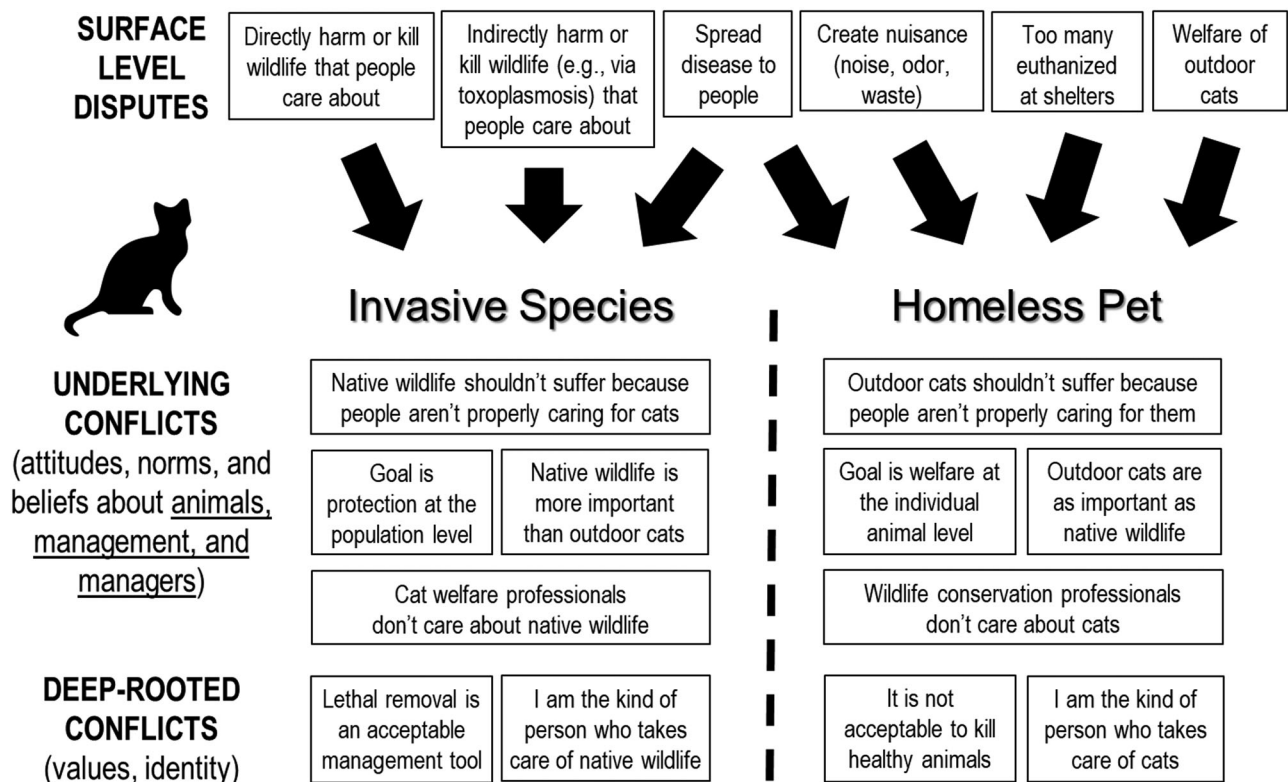 SURFACE
LEVEL
DISPUTES
Directly harm or kill
wildlife that people
care about
Indirectly harm or
kill wildlife (e.g., via
toxoplasmosis) that
people care about
Spread
disease to
people
Create nuisance
(noise, odor,
waste)
Too many
euthanized
at shelters
Welfare of
outdoor
cats
Invasive Species
Homeless Pet
UNDERLYING
CONFLICTS
(attitudes, norms, and
beliefs about animals,
management, and
managers)
Native wildlife shouldn’t suffer because
people aren’t properly caring for cats
Goal is
protection at the
population level
Native wildlife is
more important
than outdoor cats
Cat welfare professionals
don’t care about native wildlife
Outdoor cats shouldn’t suffer because
people aren’t properly caring for them
Goal is welfare at
the individual
animal level
Outdoor cats are
as important as
native wildlife
Wildlife conservation professionals
don’t care about cats
DEEP-ROOTED
CONFLICTS
(values, identity)
Lethal removal is
an acceptable
management tool
I am the kind of
person who takes
care of native wildlife
It is not
acceptable to kill
healthy animals
I am the kind of
person who takes
care of cats